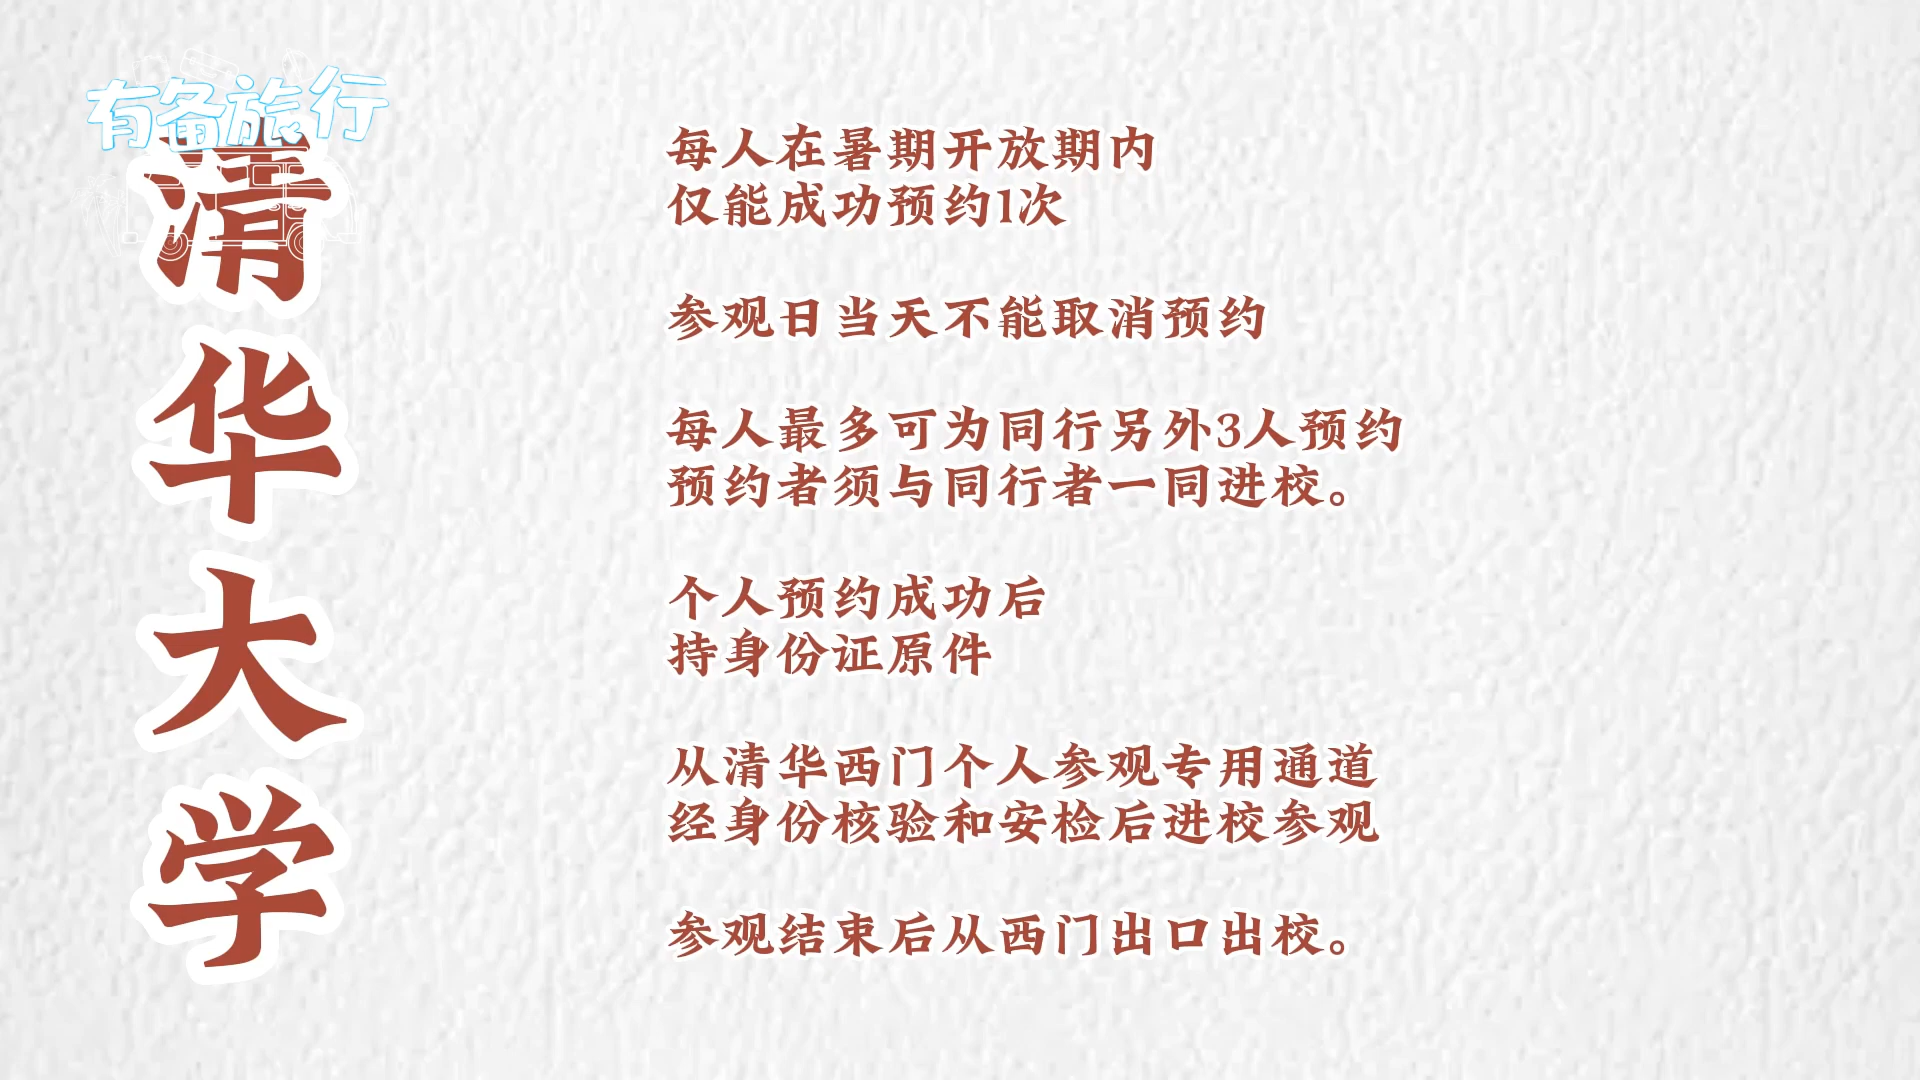 有备旅行
清华大学
每人在暑期开放期内
仅能成功预约1次
参观日当天不能取消预约
每人最多可为同行另外3人预约
预约者须与同行者一同进校。
个人预约成功后
持身份证原件
从清华西门个人参观专用通道
经身份核验和安检后进校参观
参观结束后从西门出口出校。